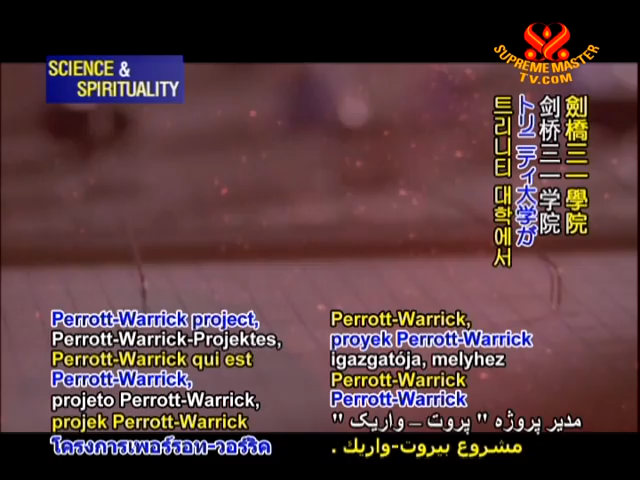 SCIENCE &
SPIRITUALITY
SUPREME MASTER
TV.COM
劍橋三一學院
剑桥三一学院
トリニティ大学が
트리니티 대학에서
Perrott-Warrick project,
Perrott-Warrick-Projektes,
Perrott-Warrick qui est
Perrott-Warrick,
projeto Perrott-Warrick,
projek Perrott-Warrick
โครงการเพอร์รอท-วอร์ริค
Perrott-Warrick,
proyek Perrott-Warrick
igazgatója, melyhez
Perrott-Warrick
Perrott-Warrick
مدیر پروژه " پروت – واریک "
مشروع بيروت-واريك .